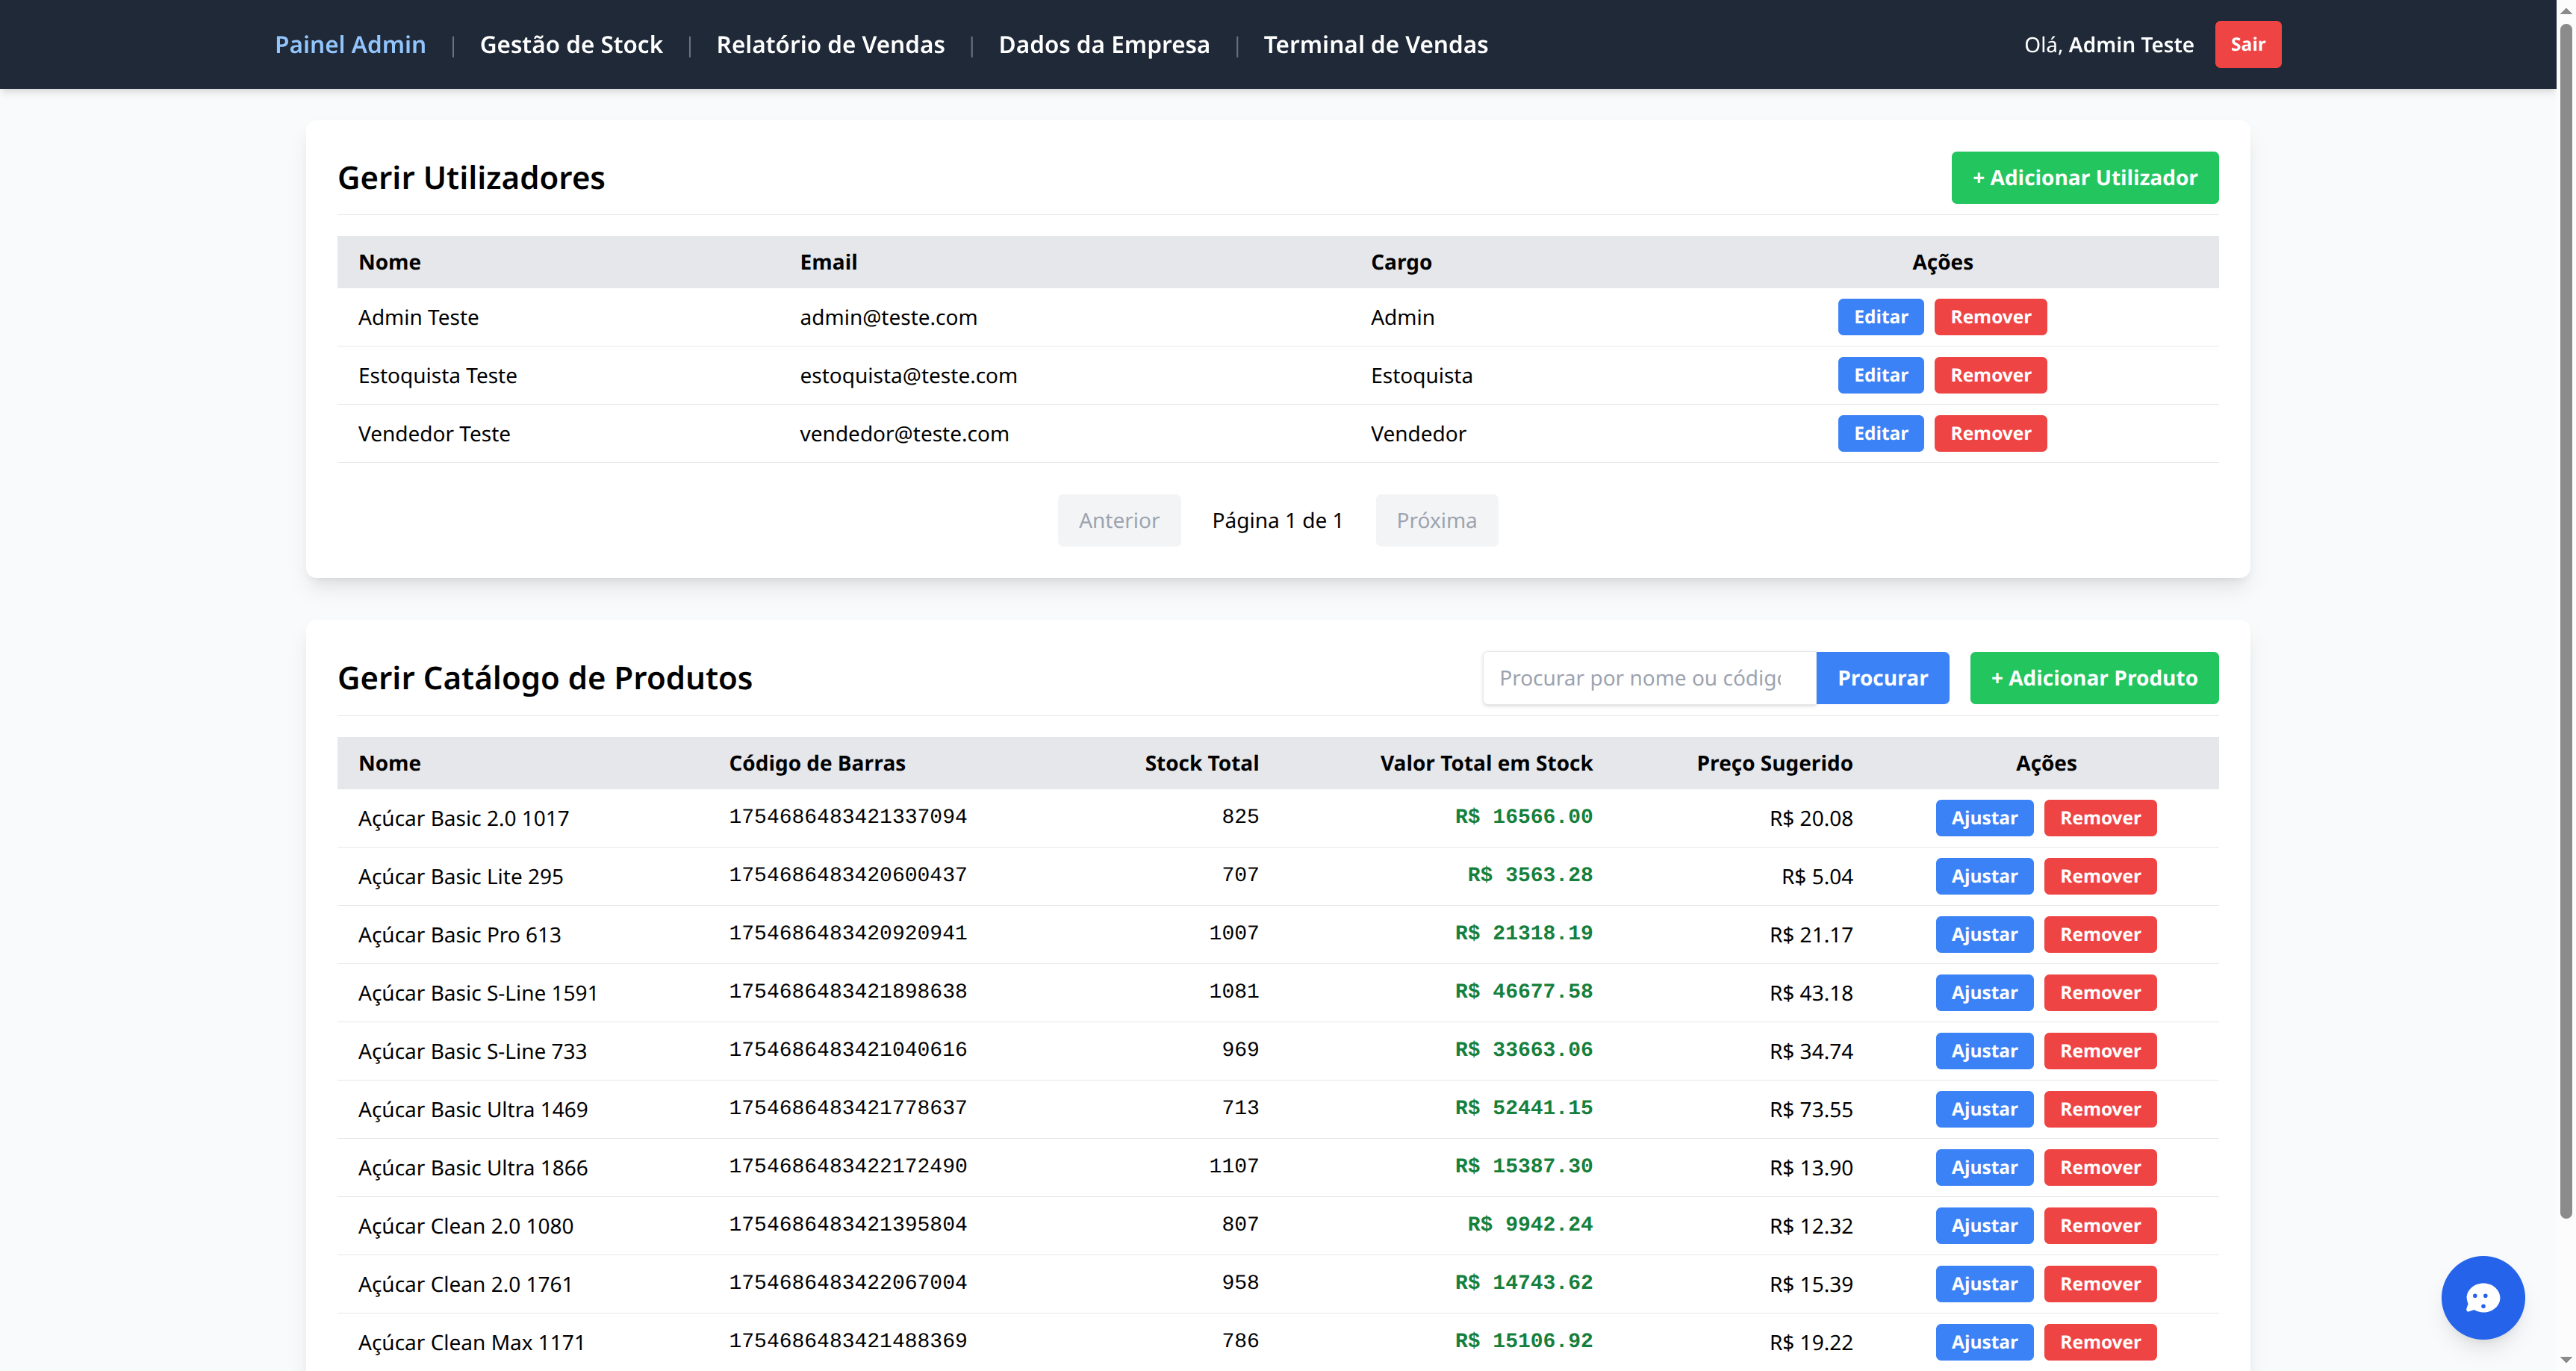 Painel Admin | Gestão de Stock | Relatório de Vendas | Dados da Empresa | Terminal de Vendas Olá, Admin Teste Sair
Gerir Utilizadores + Adicionar Utilizador
Nome Email Cargo Ações
Admin Teste admin@teste.com Admin Editar Remover
Estoquista Teste estoquista@teste.com Estoquista Editar Remover
Vendedor Teste vendedor@teste.com Vendedor Editar Remover
Anterior Página 1 de 1 Próxima
Gerir Catálogo de Produtos Procurar por nome ou código Procurar + Adicionar Produto
Nome Código de Barras Stock Total Valor Total em Stock Preço Sugerido Ações
Açúcar Basic 2.0 1017 1754686483421337094 825 R$ 16566.00 R$ 20.08 Ajustar Remover
Açúcar Basic Lite 295 1754686483420600437 707 R$ 3563.28 R$ 5.04 Ajustar Remover
Açúcar Basic Pro 613 1754686483420920941 1007 R$ 21318.19 R$ 21.17 Ajustar Remover
Açúcar Basic S-Line 1591 1754686483421898638 1081 R$ 46677.58 R$ 43.18 Ajustar Remover
Açúcar Basic S-Line 733 1754686483421040616 969 R$ 33663.06 R$ 34.74 Ajustar Remover
Açúcar Basic Ultra 1469 1754686483421778637 713 R$ 52441.15 R$ 73.55 Ajustar Remover
Açúcar Basic Ultra 1866 1754686483422172490 1107 R$ 15387.30 R$ 13.90 Ajustar Remover
Açúcar Clean 2.0 1080 1754686483421395804 807 R$ 9942.24 R$ 12.32 Ajustar Remover
Açúcar Clean 2.0 1761 1754686483422067004 958 R$ 14743.62 R$ 15.39 Ajustar Remover
Açúcar Clean Max 1171 1754686483421488369 786 R$ 15106.92 R$ 19.22 Ajustar Remover